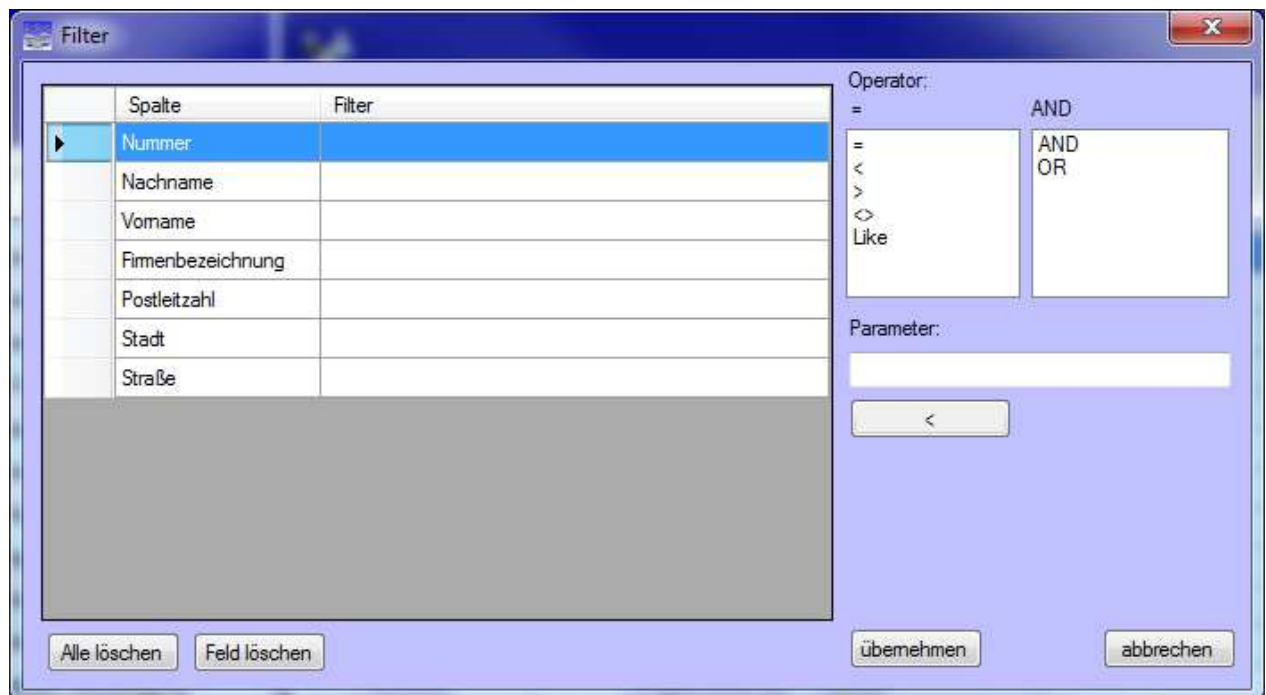 Filter
Spalte Filter
Nummer
Nachname
Vorname
Firmenbezeichnung
Postleitzahl
Stadt
Straße
Alle löschen Feld löschen
Operator:
= AND
=
<
>
<>
Like
AND
OR
Parameter:
<
übernehmen abbrechen